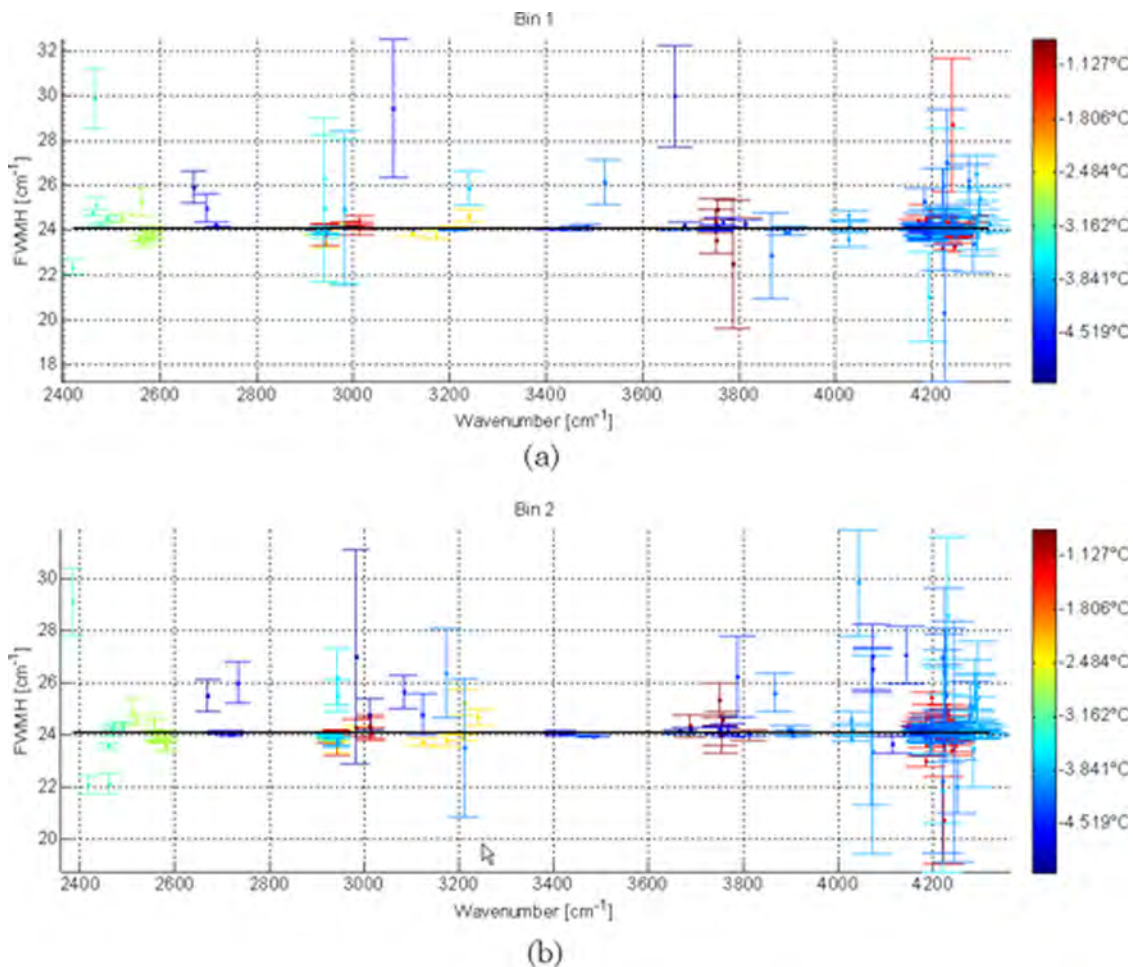 Bin 1
32
30
28
26
24
22
20
18
FWMH [cm-1]
2400 2600 2800 3000 3200 3400 3600 3800 4000 4200
Wavenumber [cm-1]
-1.127°C
-1.806°C
-2.484°C
-3.162°C
-3.841°C
-4.519°C
(a)
Bin 2
30
28
26
24
22
20
FWMH [cm-1]
2400 2600 2800 3000 3200 3400 3600 3800 4000 4200
Wavenumber [cm-1]
-1.127°C
-1.806°C
-2.484°C
-3.162°C
-3.841°C
-4.519°C
(b)